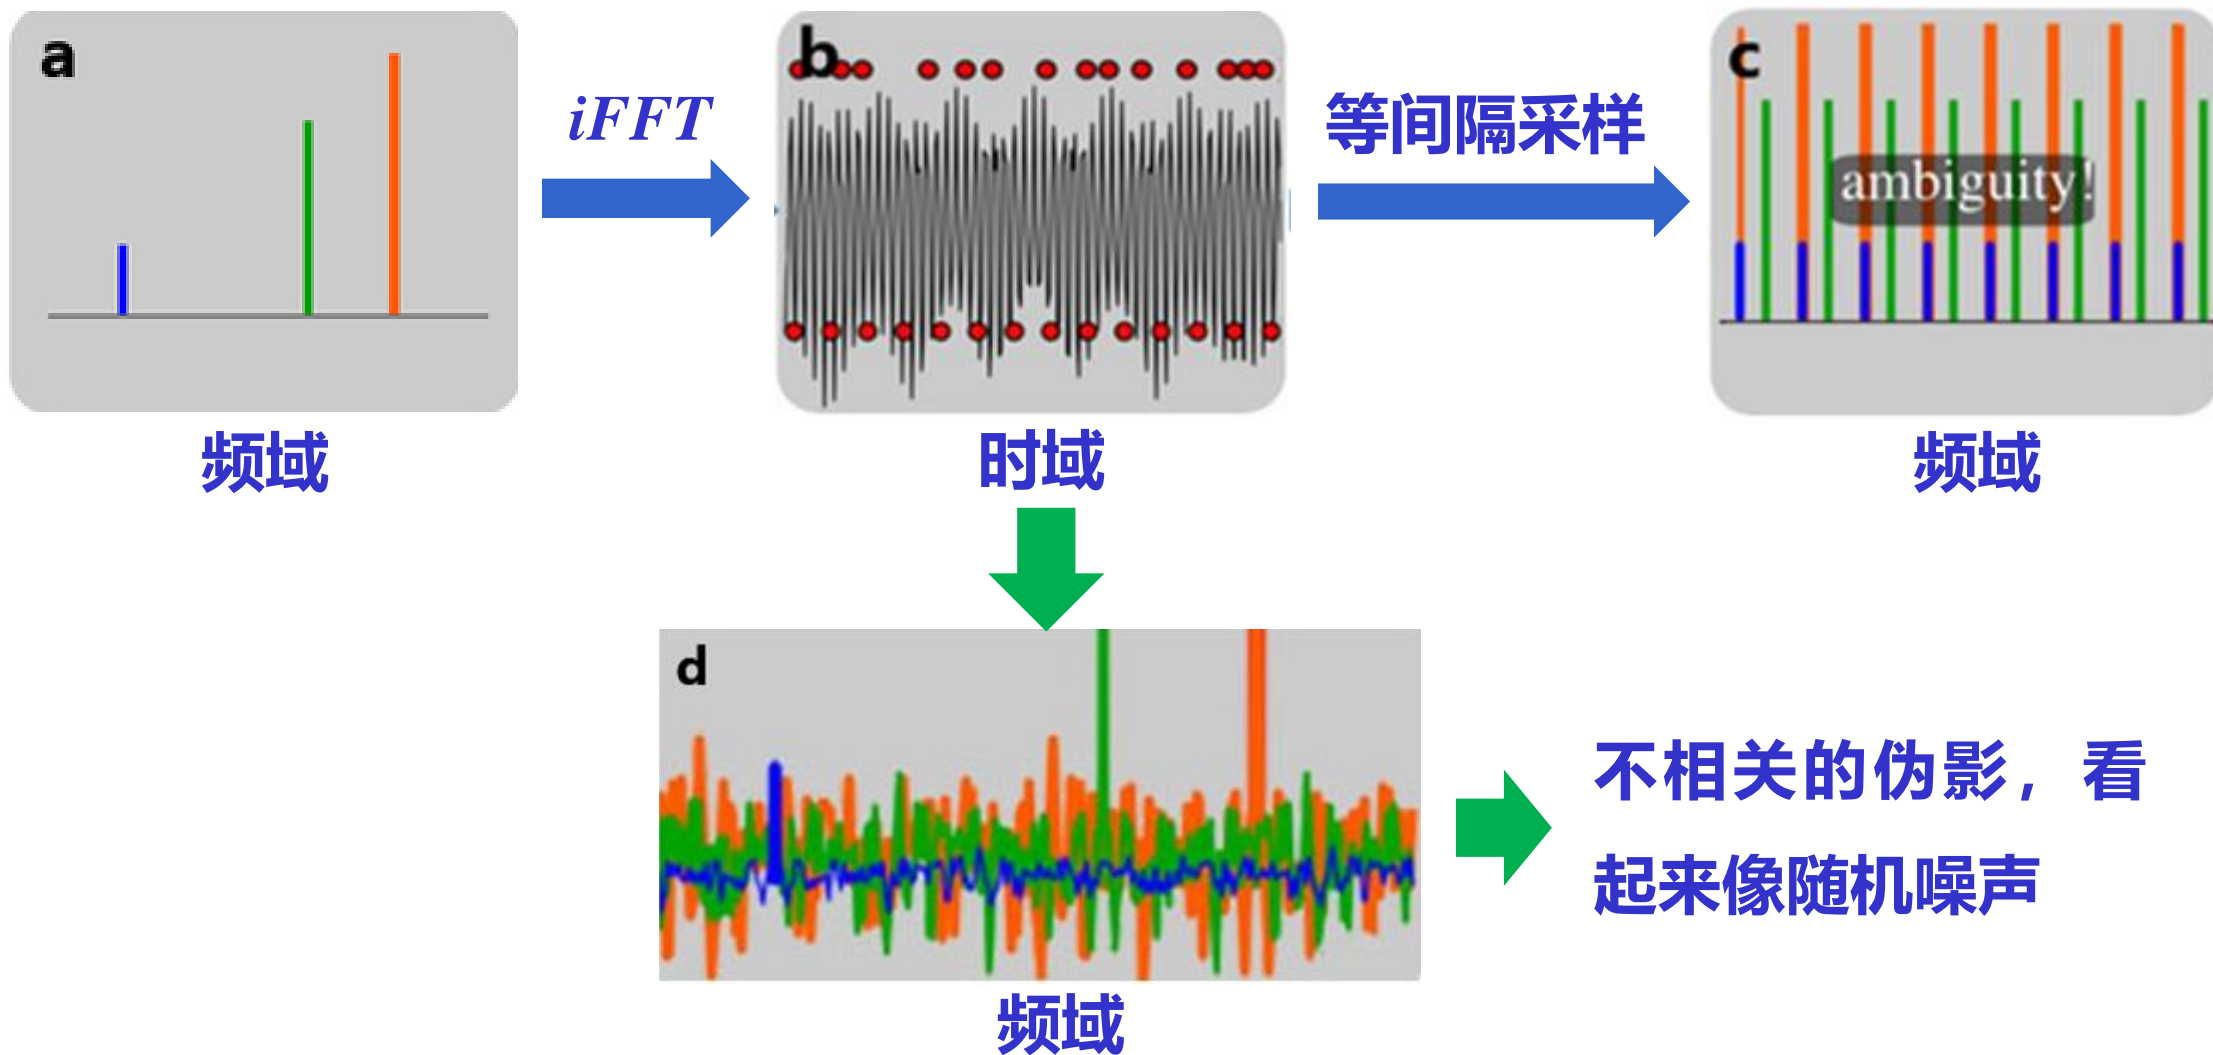 a
iFFT
b
等间隔采样
c
ambiguity!
频域
时域
频域
d
不相关的伪影，看
起来像随机噪声
频域